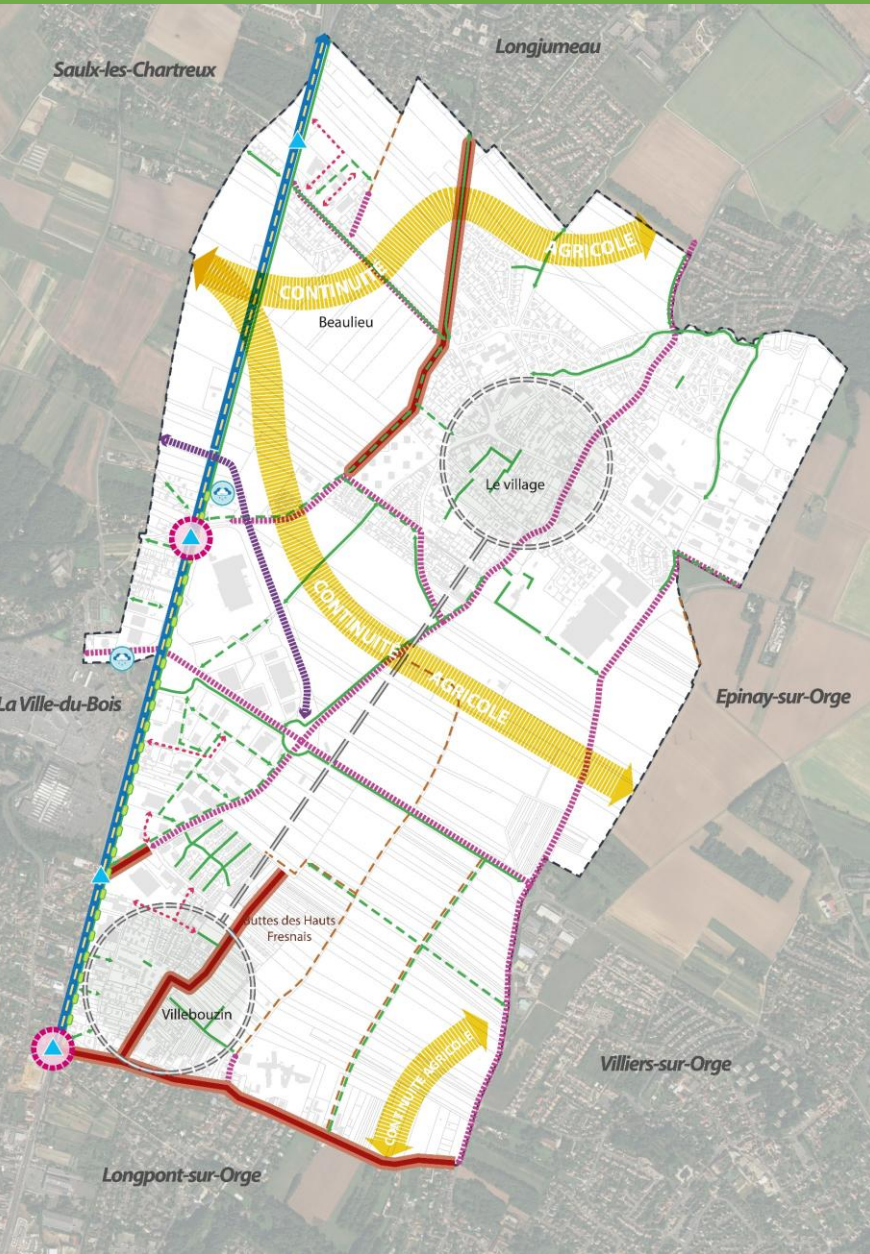 Longjumeau
Saulx-les-Chartreux
AGRICOLE
CONTINUITÉ
Beaulieu
Le village
CONTINUITÉ
AGRICOLE
Epinay-sur-Orge
La Ville-du-Bois
Buttes des Hauts
Fresnais
Villebouzin
CONTINUITÉ AGRICOLE
Villiers-sur-Orge
Longpont-sur-Orge